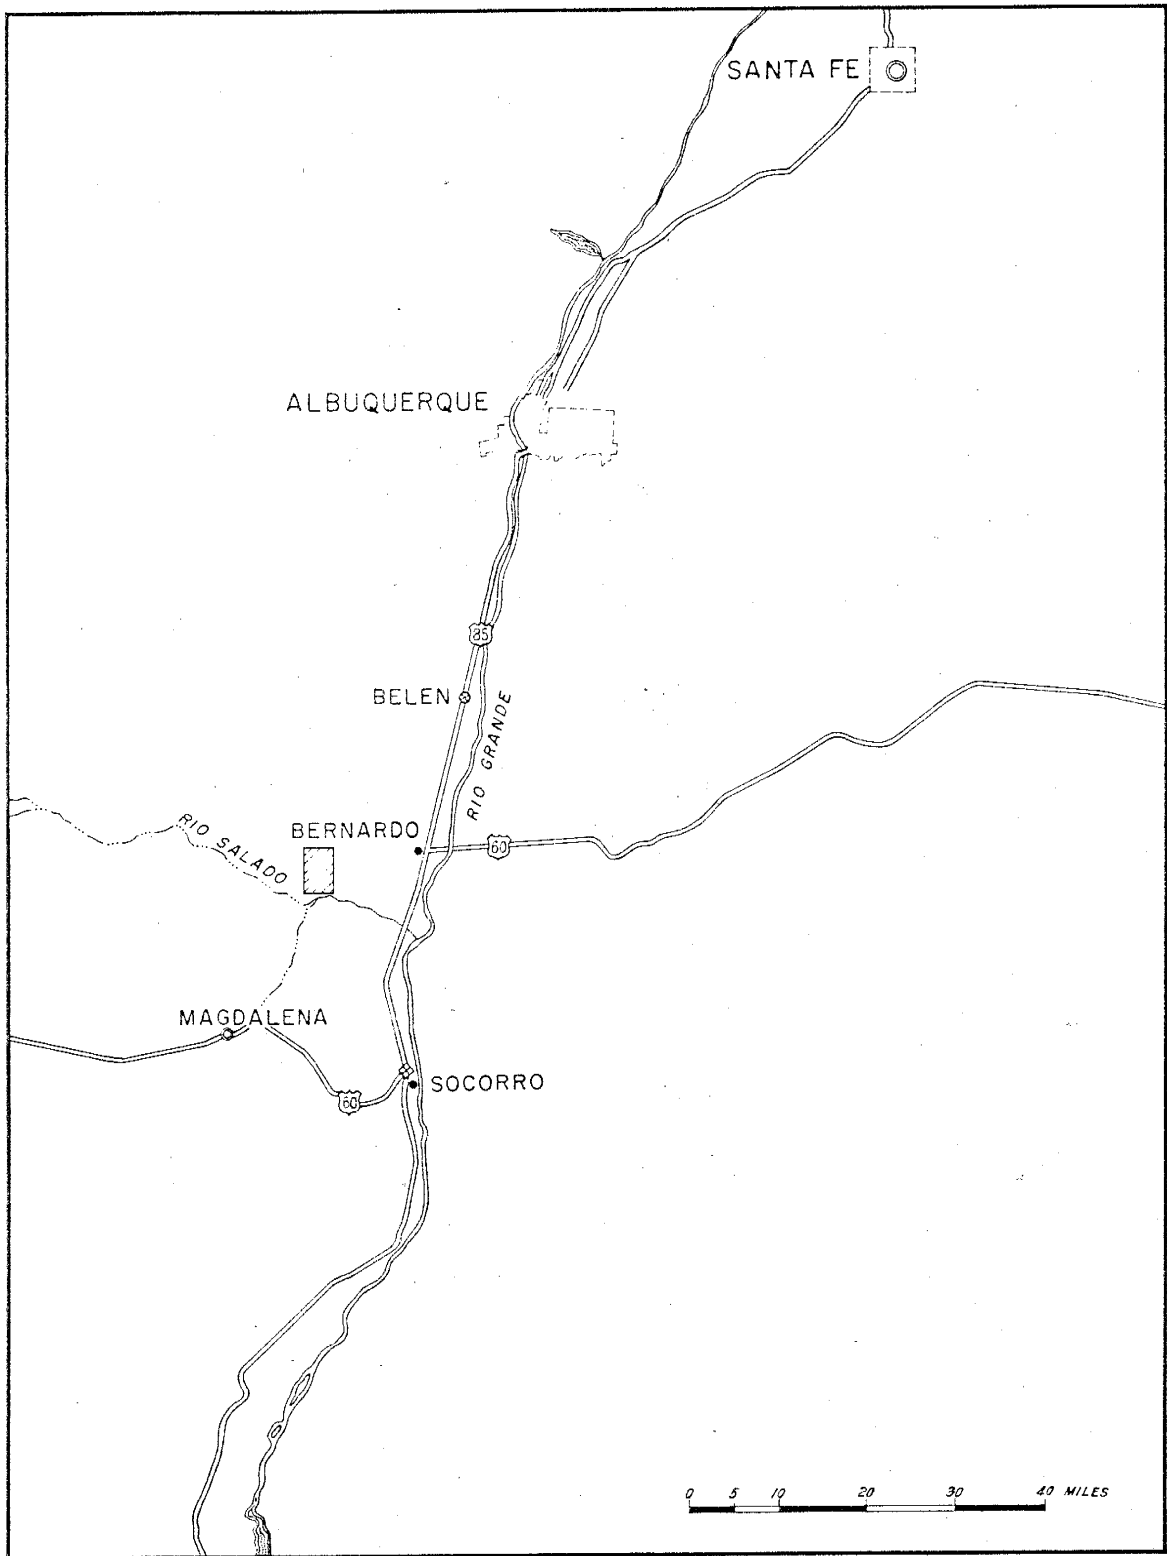 SANTA FE
ALBUQUERQUE
85
BELEN
RIO GRANDE
RIO SALADO
BERNARDO
60
MAGDALENA
SOCORRO
60
0 5 10 20 30 40 MILES